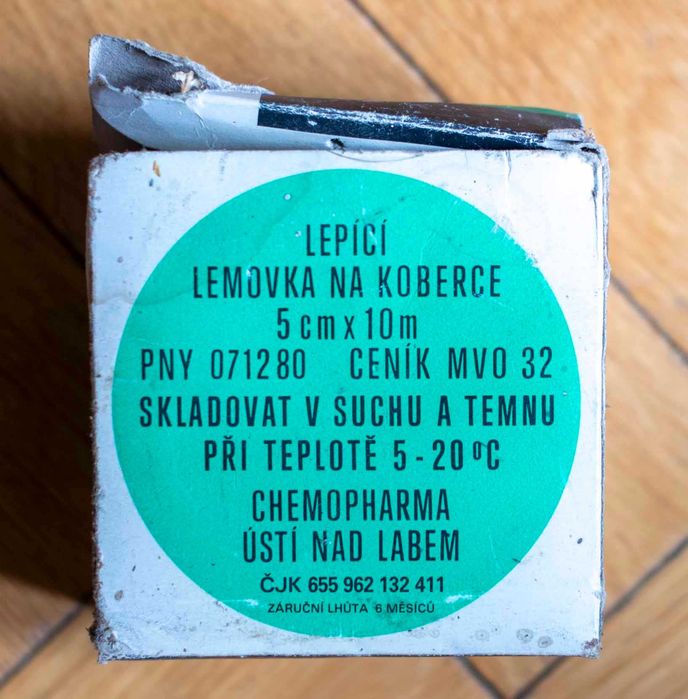 LEPÍCÍ
LEMOVKA NA KOBERCE
5 cm x 10 m
PNY 071280 CENÍK MVO 32
SKLADOVAT V SUCHU A TEMNU
PŘI TEPLOTĚ 5 - 20 °C
CHEMOPHARMA
ÚSTÍ NAD LABEM
ČJK 655 962 132 411
ZÁRUČNÍ LHŮTA 6 MĚSÍCŮ